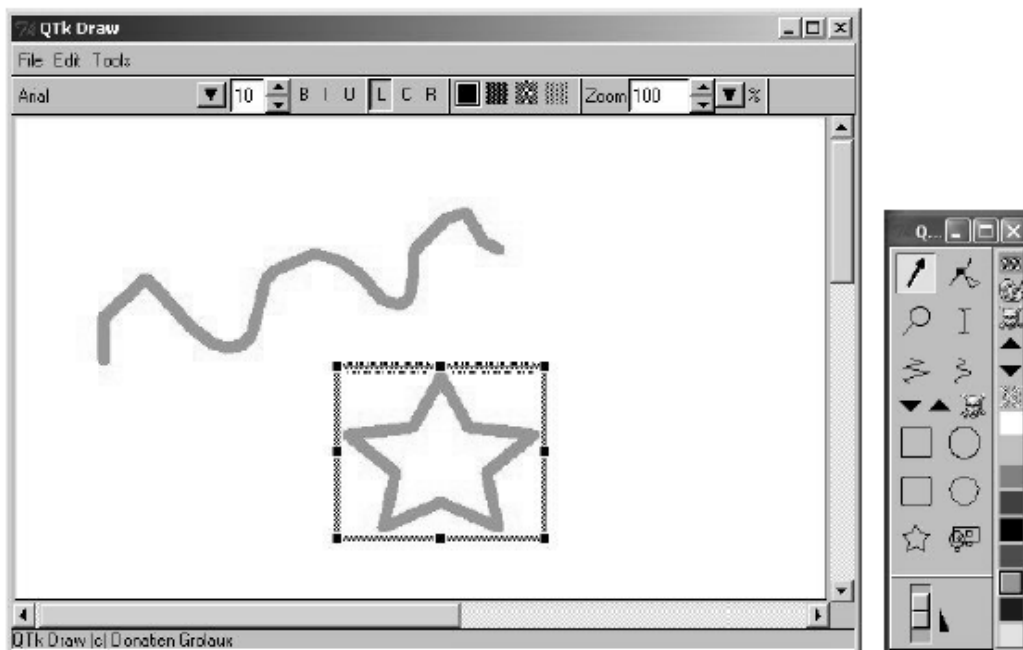 QTk Draw
File Edit Tools
Arial 10 B I U L C R Zoom 100 %
QTk Draw (c) Donatien Grolaux
Q...